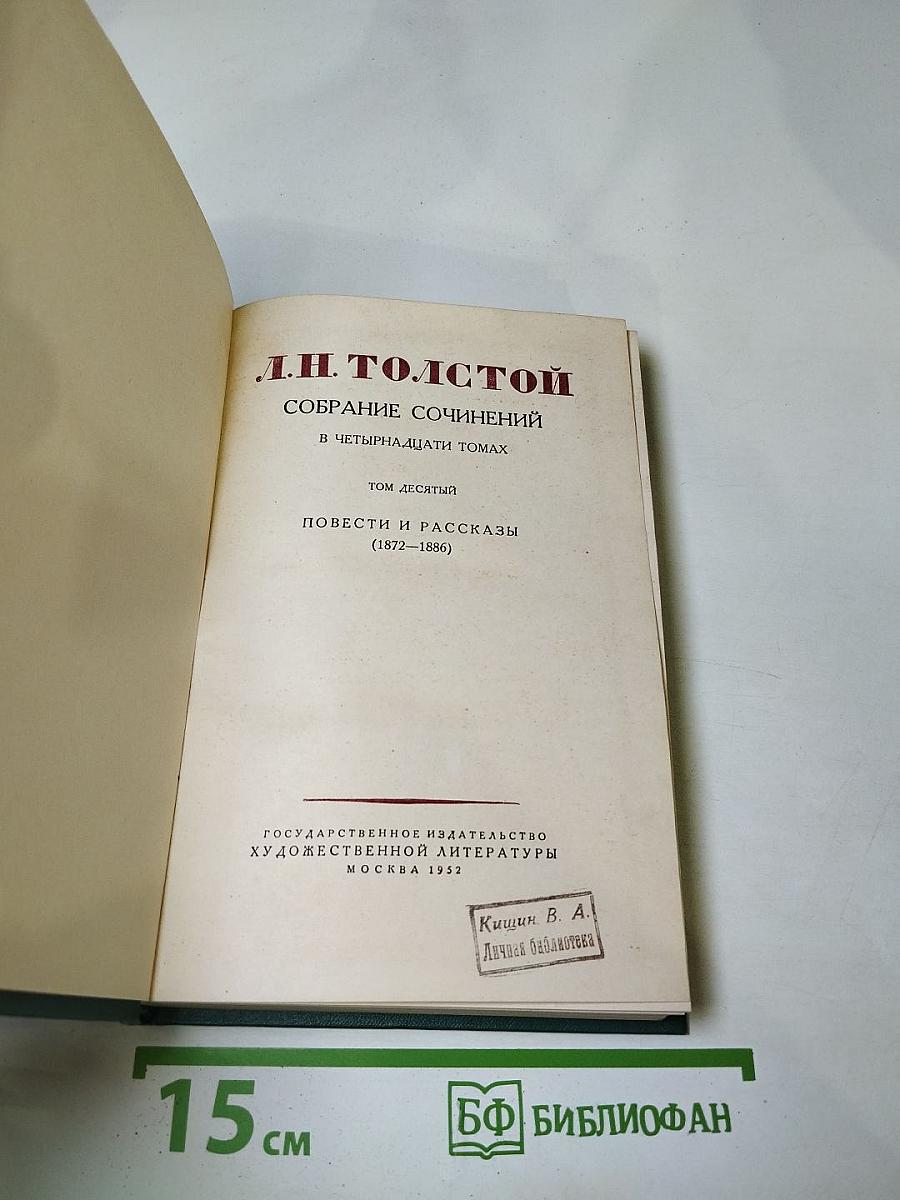 Л.Н. ТОЛСТОЙ
СОБРАНИЕ СОЧИНЕНИЙ
В ЧЕТЫРНАДЦАТИ ТОМАХ
ТОМ ДЕСЯТЫЙ
ПОВЕСТИ И РАССКАЗЫ
(1872—1886)
ГОСУДАРСТВЕННОЕ ИЗДАТЕЛЬСТВО
ХУДОЖЕСТВЕННОЙ ЛИТЕРАТУРЫ
МОСКВА 1952
Кишин В. А.
Личная библиотека
15 см
БФ БИБЛИОФАН